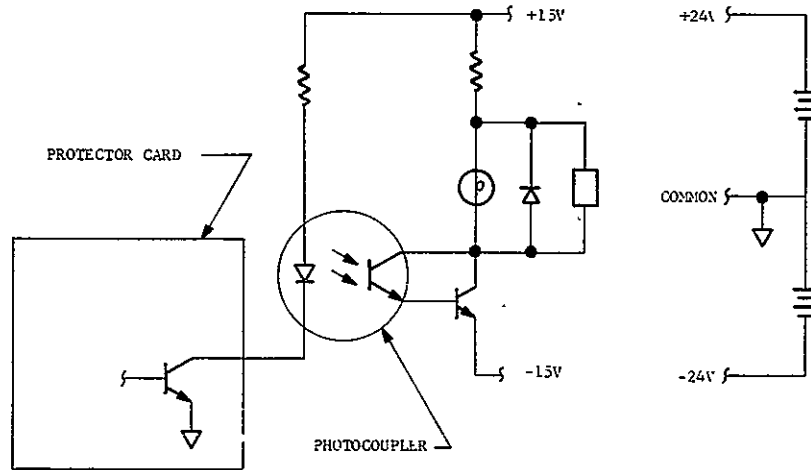 +15V
+24V
PROTECTOR CARD
P
COMMON
-15V
-24V
PHOTOCOUPLER